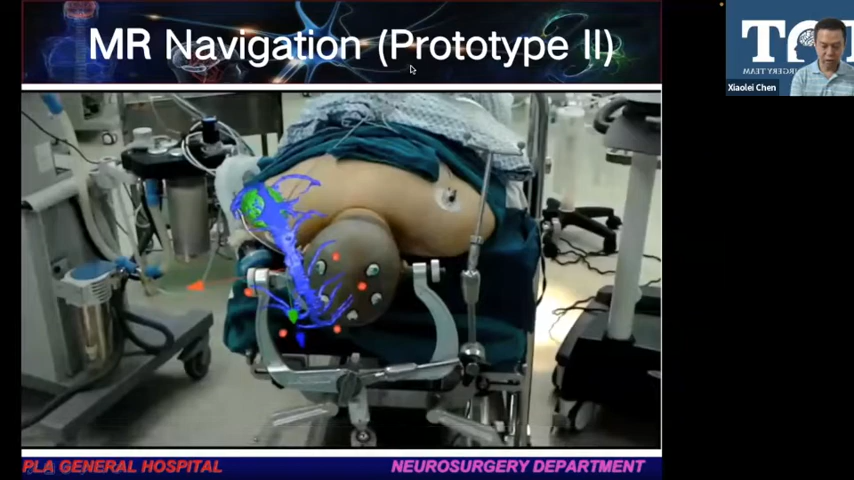 MR Navigation (Prototype II)
Xiaolei Chen
PLA GENERAL HOSPITAL
NEUROSURGERY DEPARTMENT